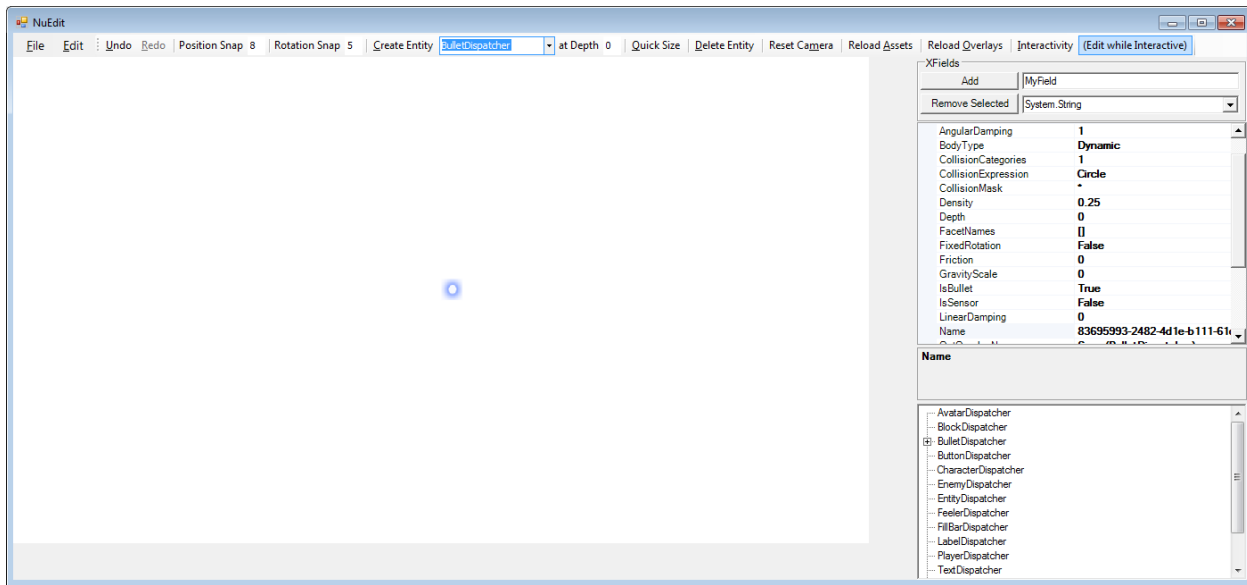 NuEdit
File Edit Undo Redo Position Snap 8 Rotation Snap 5 Create Entity BulletDispatcher at Depth 0 Quick Size Delete Entity Reset Camera Reload Assets Reload Overlays Interactivity (Edit while Interactive)
XFields
Add MyField
Remove Selected System.String
AngularDamping 1
BodyType Dynamic
CollisionCategories 1
CollisionExpression Circle
CollisionMask *
Density 0.25
Depth 0
FacetNames []
FixedRotation False
Friction 0
GravityScale 0
IsBullet True
IsSensor False
LinearDamping 0
Name 83695993-2482-4d1e-b111-61
Name
AvatarDispatcher
BlockDispatcher
BulletDispatcher
ButtonDispatcher
CharacterDispatcher
EnemyDispatcher
EntityDispatcher
FeelerDispatcher
FillBarDispatcher
LabelDispatcher
PlayerDispatcher
TextDispatcher